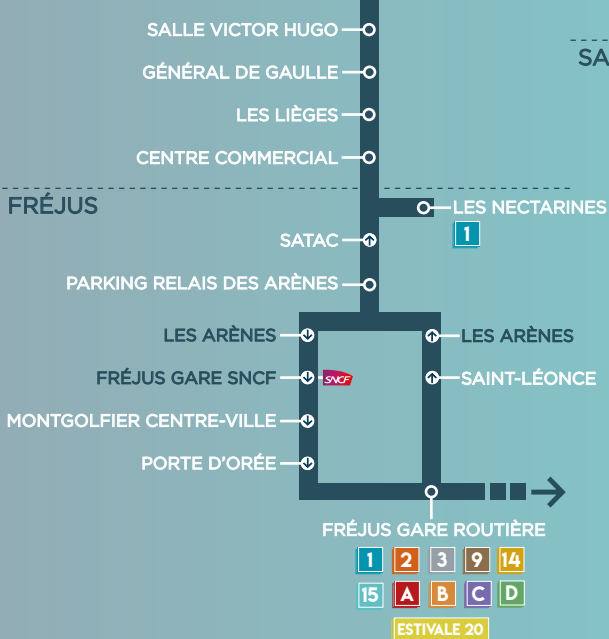 SALLE VICTOR HUGO
SA
GÉNÉRAL DE GAULLE
LES LIÈGES
CENTRE COMMERCIAL
FRÉJUS
LES NECTARINES
1
SATAC
PARKING RELAIS DES ARÈNES
LES ARÈNES
LES ARÈNES
FRÉJUS GARE SNCF
SNCF
SAINT-LÉONCE
MONTGOLFIER CENTRE-VILLE
PORTE D'ORÉE
FRÉJUS GARE ROUTIÈRE
1 2 3 9 14
15 A B C D
ESTIVALE 20